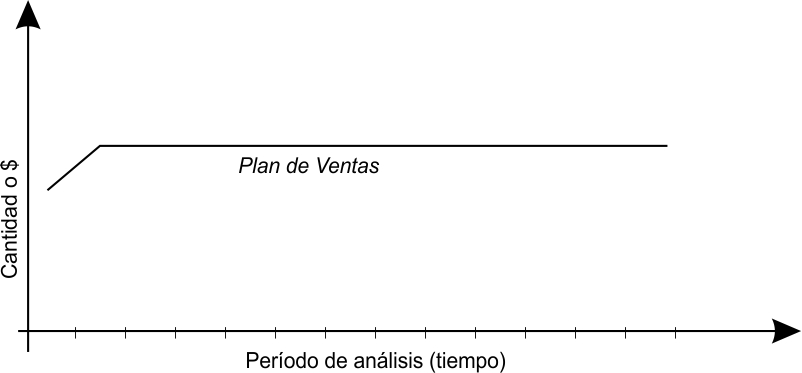 Cantidad o $
Plan de Ventas
Período de análisis (tiempo)